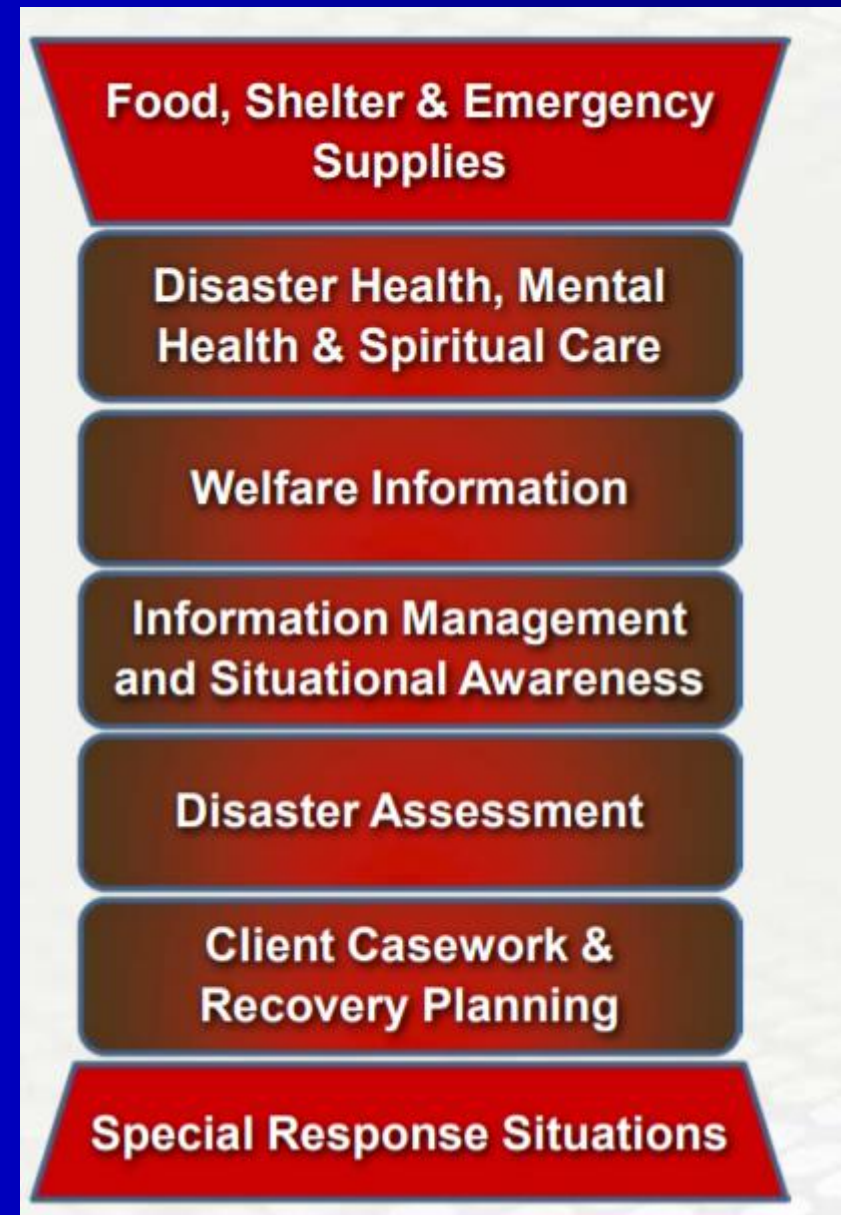 Food, Shelter & Emergency
Supplies
Disaster Health, Mental
Health & Spiritual Care
Welfare Information
Information Management
and Situational Awareness
Disaster Assessment
Client Casework &
Recovery Planning
Special Response Situations